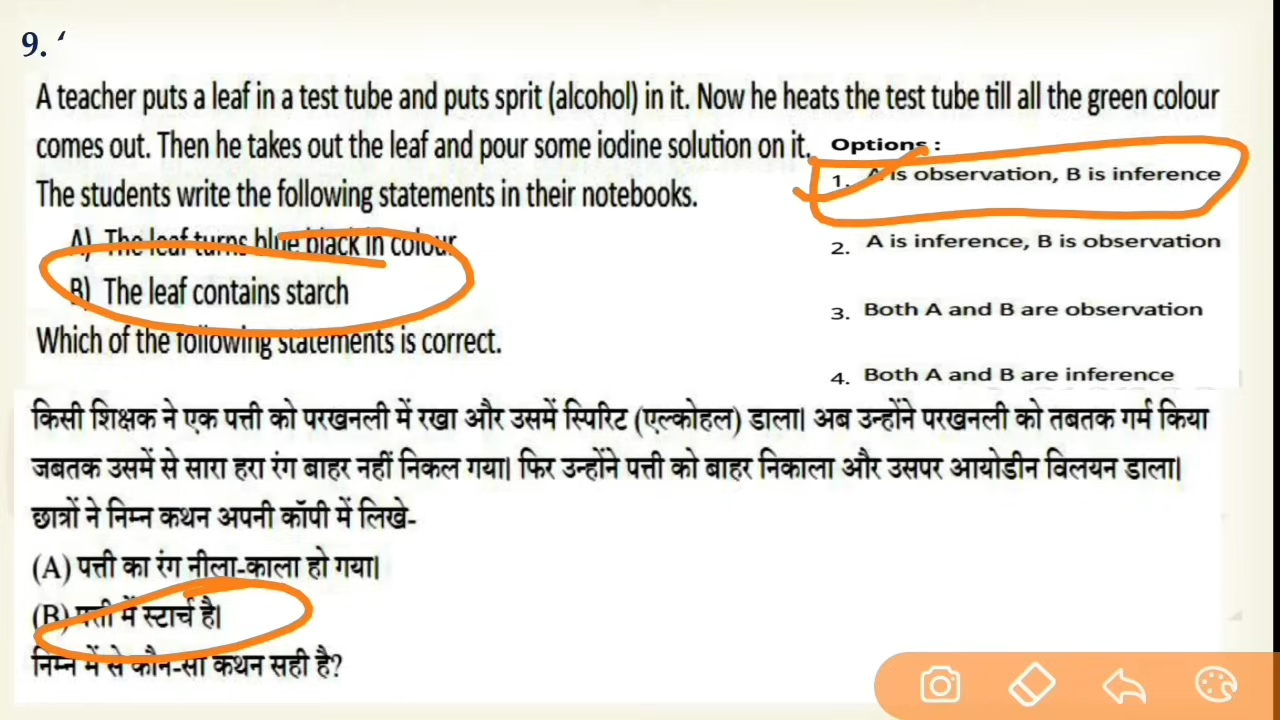 9. ‘
A teacher puts a leaf in a test tube and puts sprit (alcohol) in it. Now he heats the test tube till all the green colour
comes out. Then he takes out the leaf and pour some iodine solution on it.
The students write the following statements in their notebooks.
A) The leaf turns blue black in colour
B) The leaf contains starch
Which of the following statements is correct.
Options :
1. A is observation, B is inference
2. A is inference, B is observation
3. Both A and B are observation
4. Both A and B are inference
किसी शिक्षक ने एक पत्ती को परखनली में रखा और उसमें स्पिरिट (एल्कोहल) डाला। अब उन्होंने परखनली को तबतक गर्म किया
जबतक उसमें से सारा हरा रंग बाहर नहीं निकल गया। फिर उन्होंने पत्ती को बाहर निकाला और उसपर आयोडीन विलयन डाला।
छात्रों ने निम्न कथन अपनी कॉपी में लिखे-
(A) पत्ती का रंग नीला-काला हो गया।
(B) पत्ती में स्टार्च है।
निम्न में से कौन-सा कथन सही है?